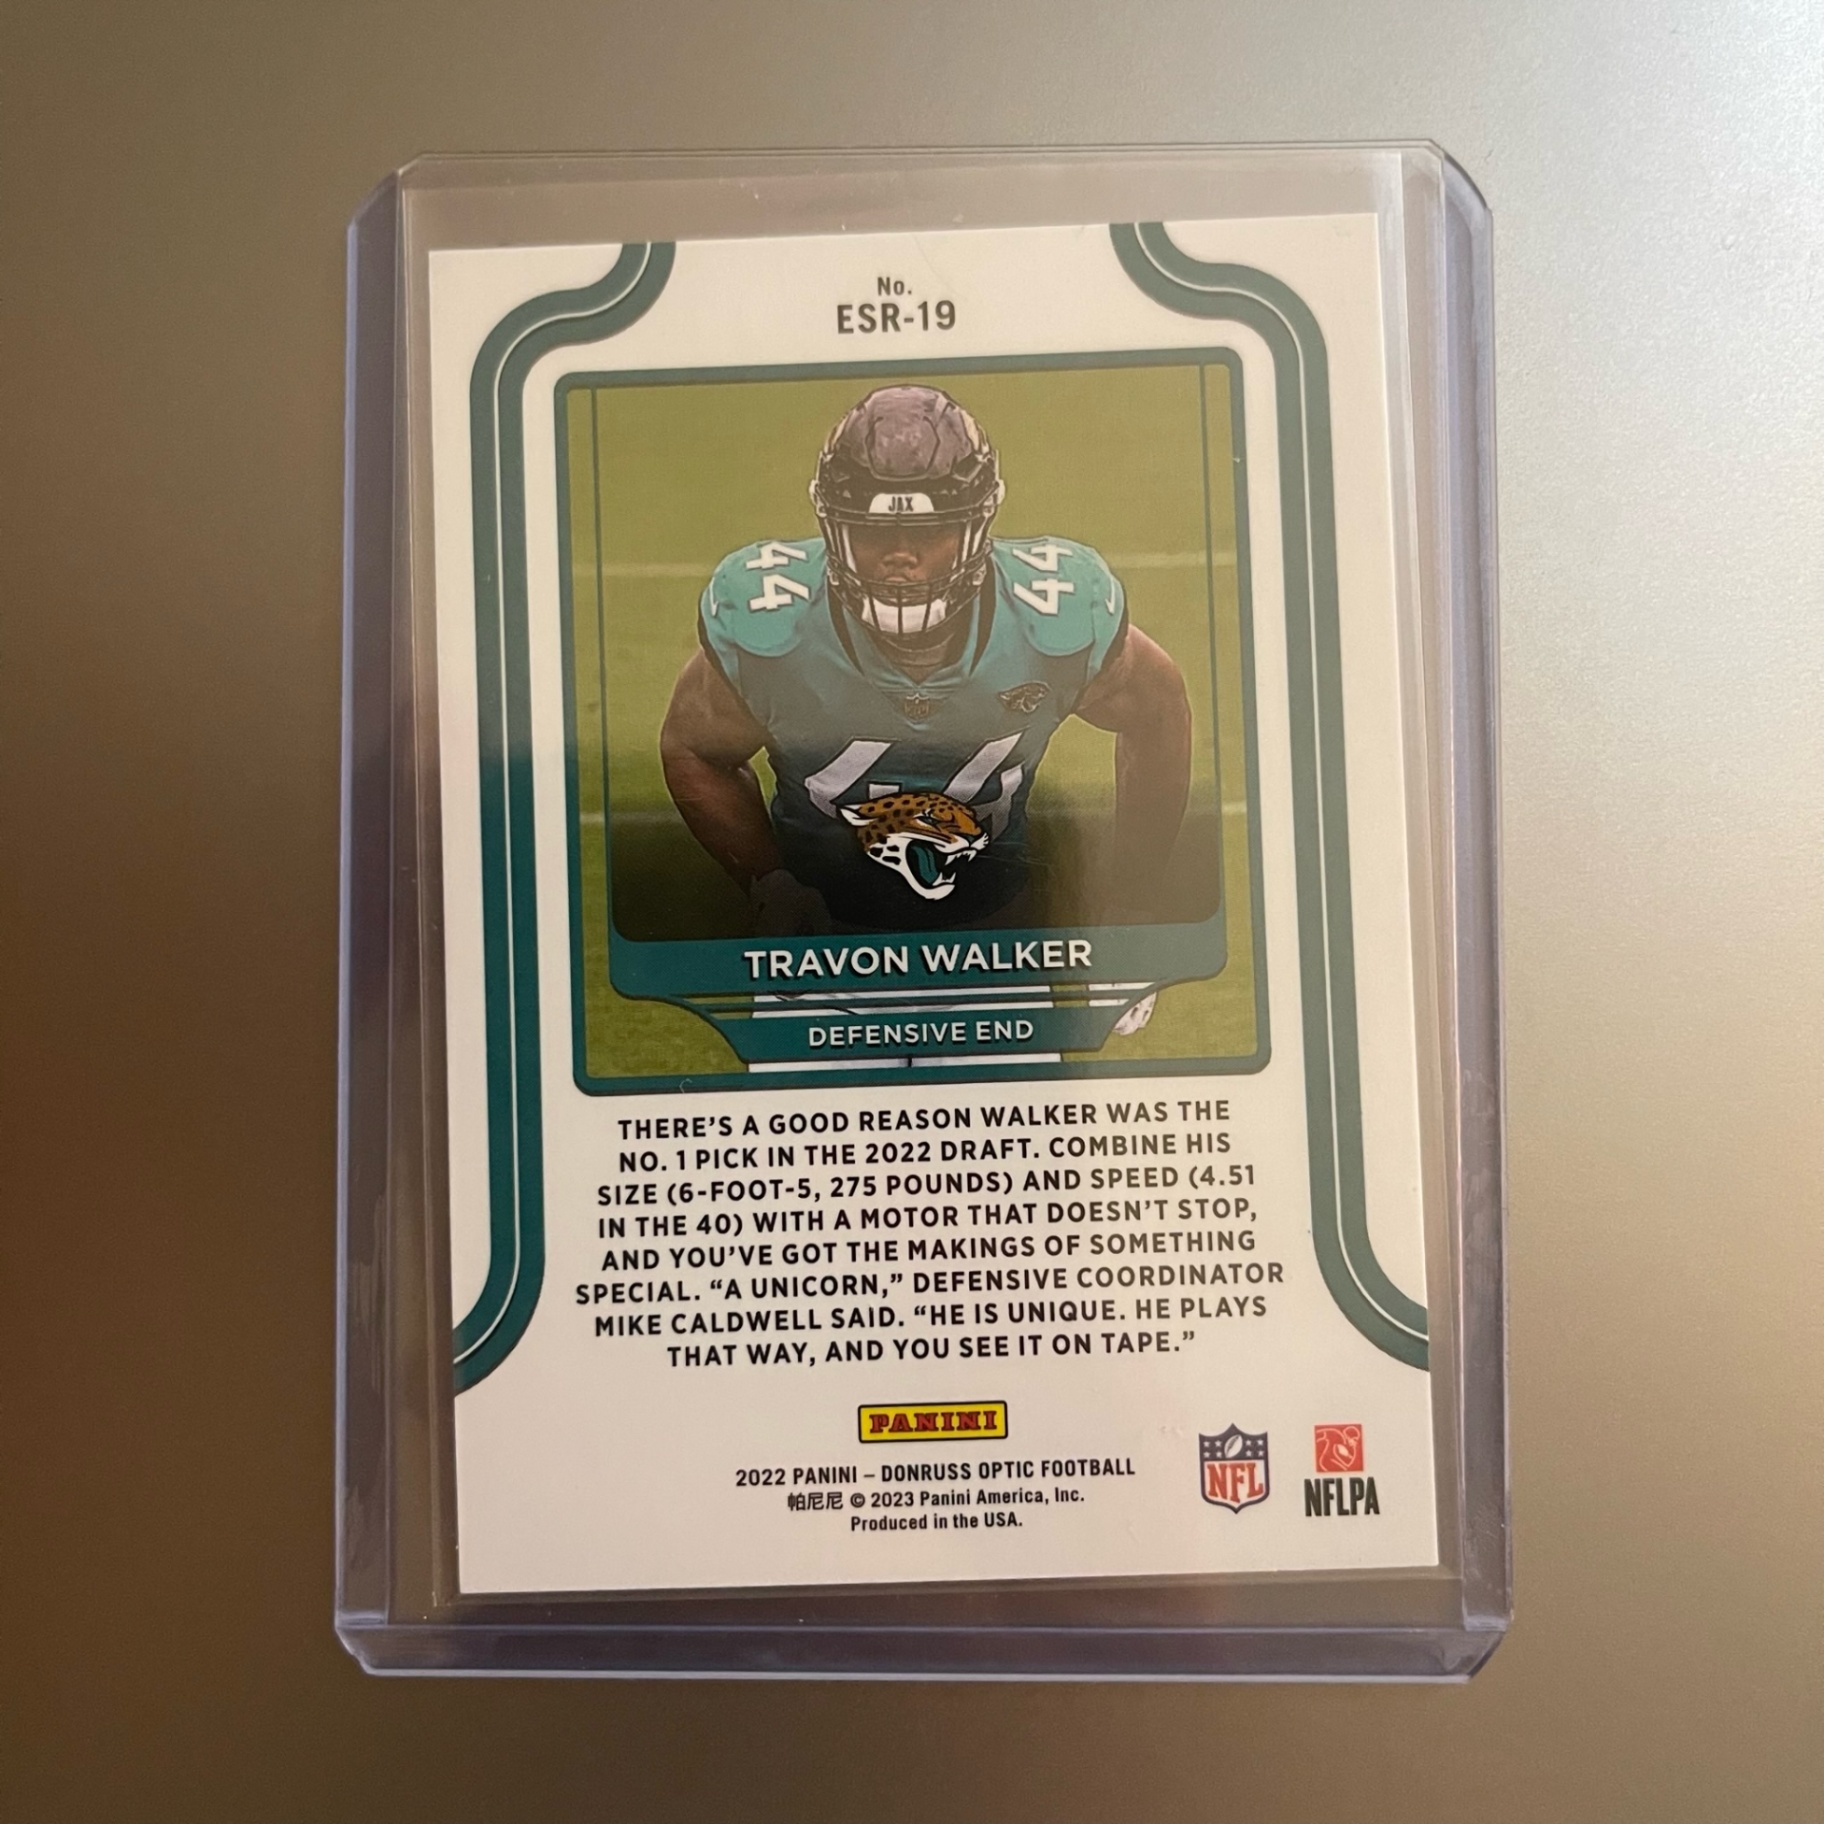 No.
ESR-19
JAX
44
44
44
TRAVON WALKER
DEFENSIVE END
THERE’S A GOOD REASON WALKER WAS THE
NO. 1 PICK IN THE 2022 DRAFT. COMBINE HIS
SIZE (6-FOOT-5, 275 POUNDS) AND SPEED (4.51
IN THE 40) WITH A MOTOR THAT DOESN’T STOP,
AND YOU’VE GOT THE MAKINGS OF SOMETHING
SPECIAL. “A UNICORN,” DEFENSIVE COORDINATOR
MIKE CALDWELL SAID. “HE IS UNIQUE. HE PLAYS
THAT WAY, AND YOU SEE IT ON TAPE.”
PANINI
2022 PANINI – DONRUSS OPTIC FOOTBALL
帕尼尼 © 2023 Panini America, Inc.
Produced in the USA.
NFL
NFLPA